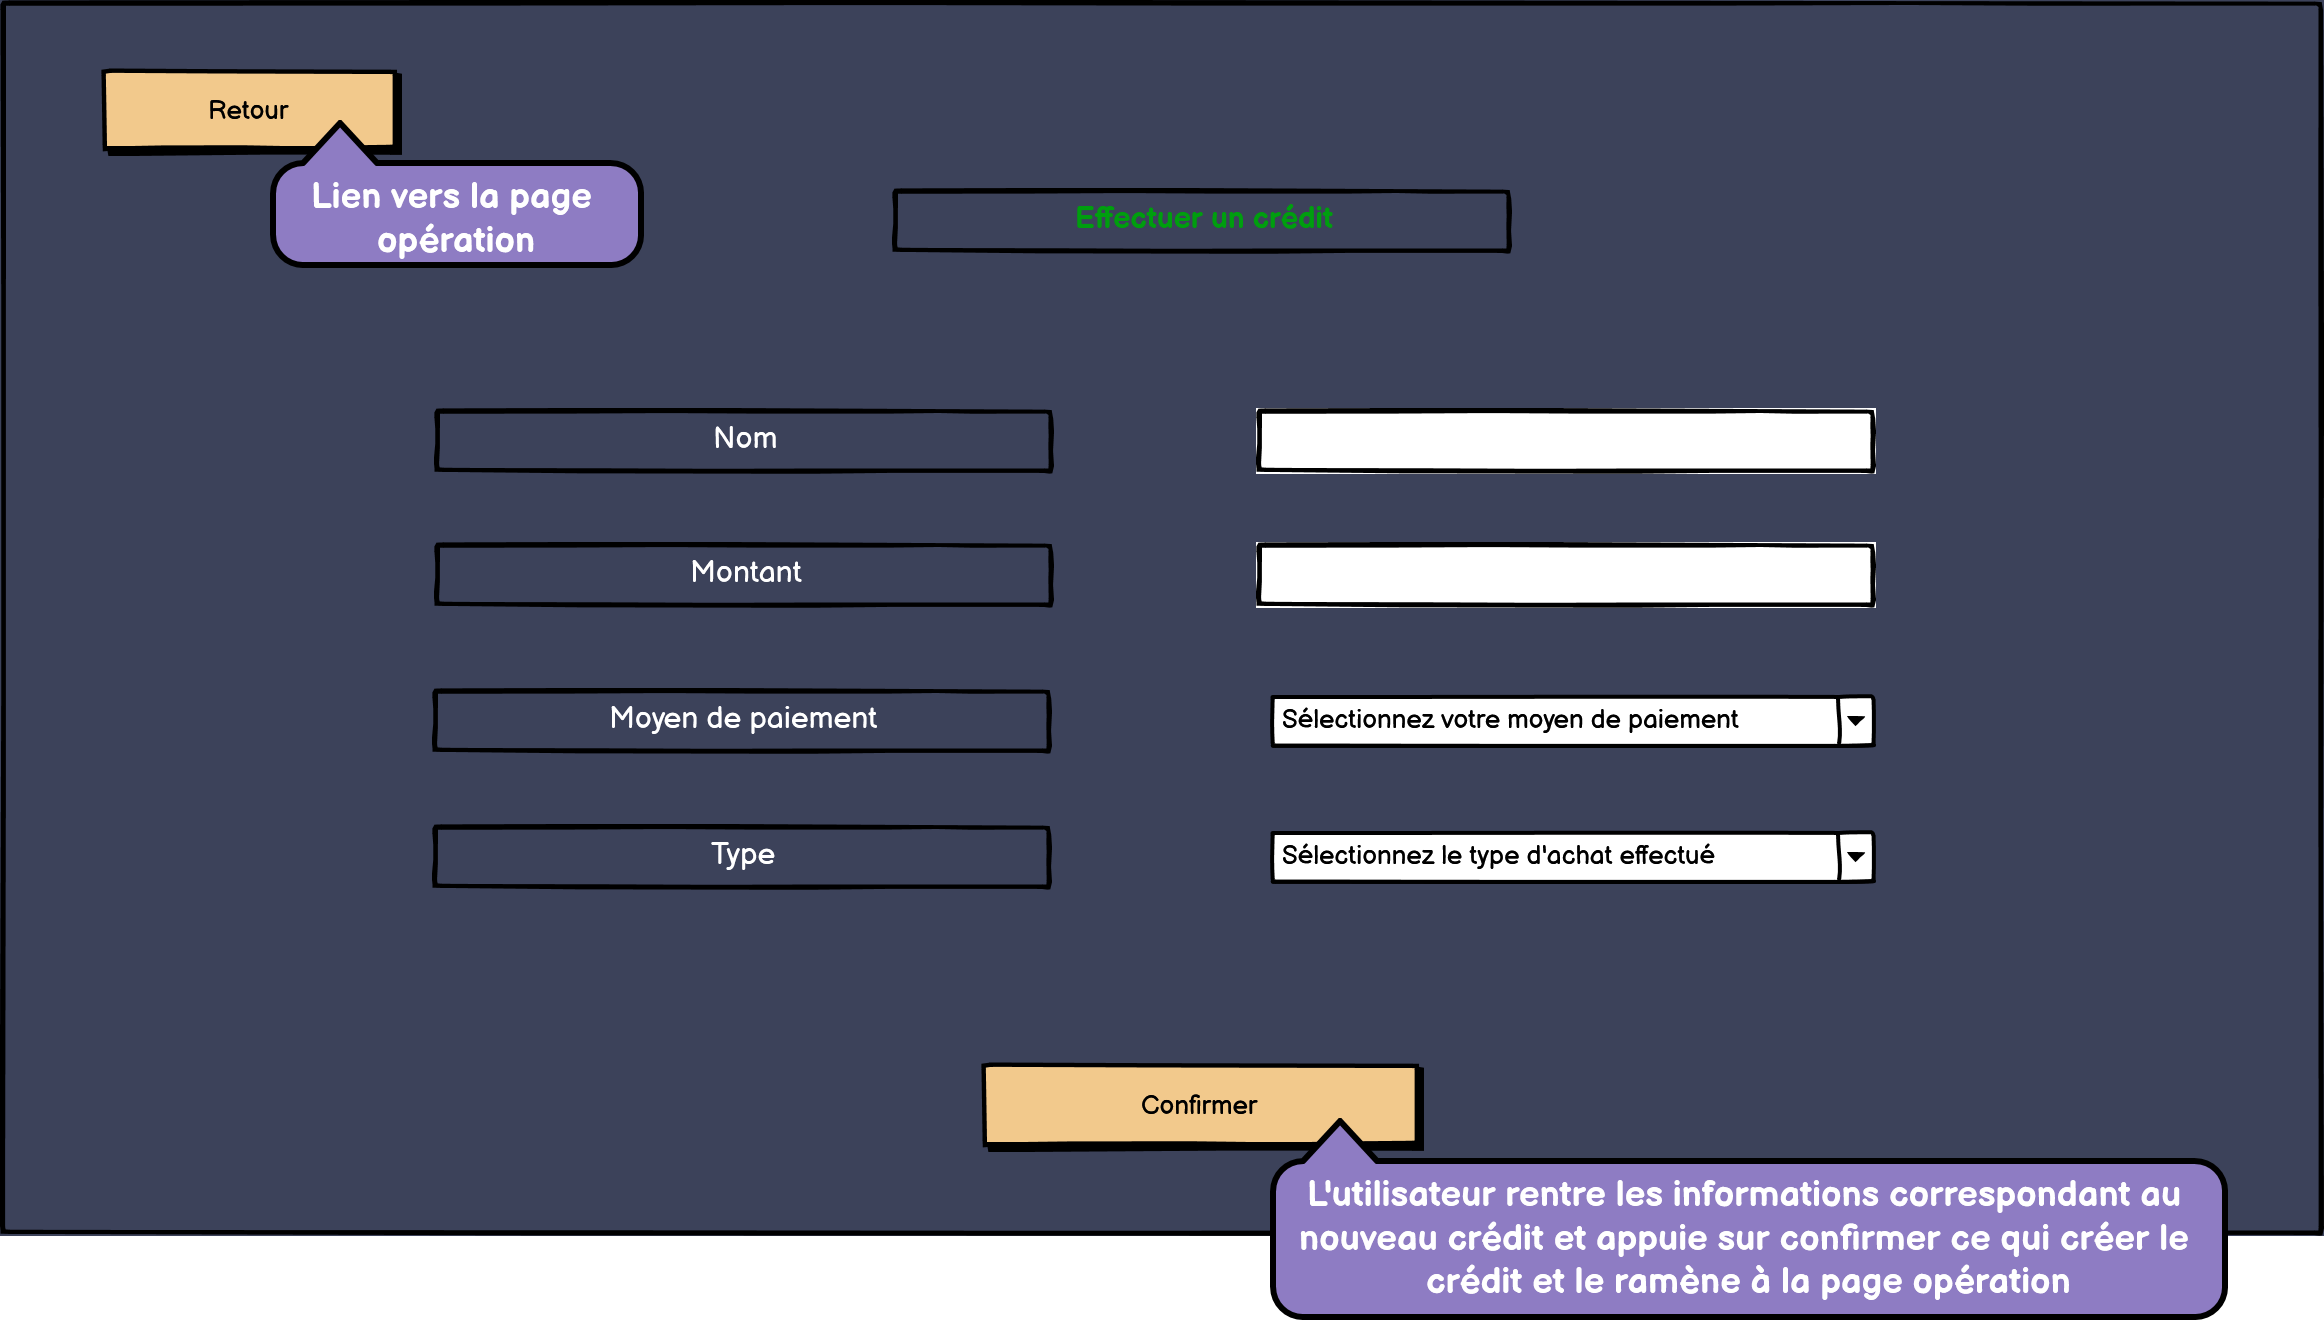 Retour
Lien vers la page
opération
Effectuer un crédit
Nom
Montant
Moyen de paiement
Sélectionnez votre moyen de paiement
Type
Sélectionnez le type d'achat effectué
Confirmer
L'utilisateur rentre les informations correspondant au
nouveau crédit et appuie sur confirmer ce qui créer le
crédit et le ramène à la page opération